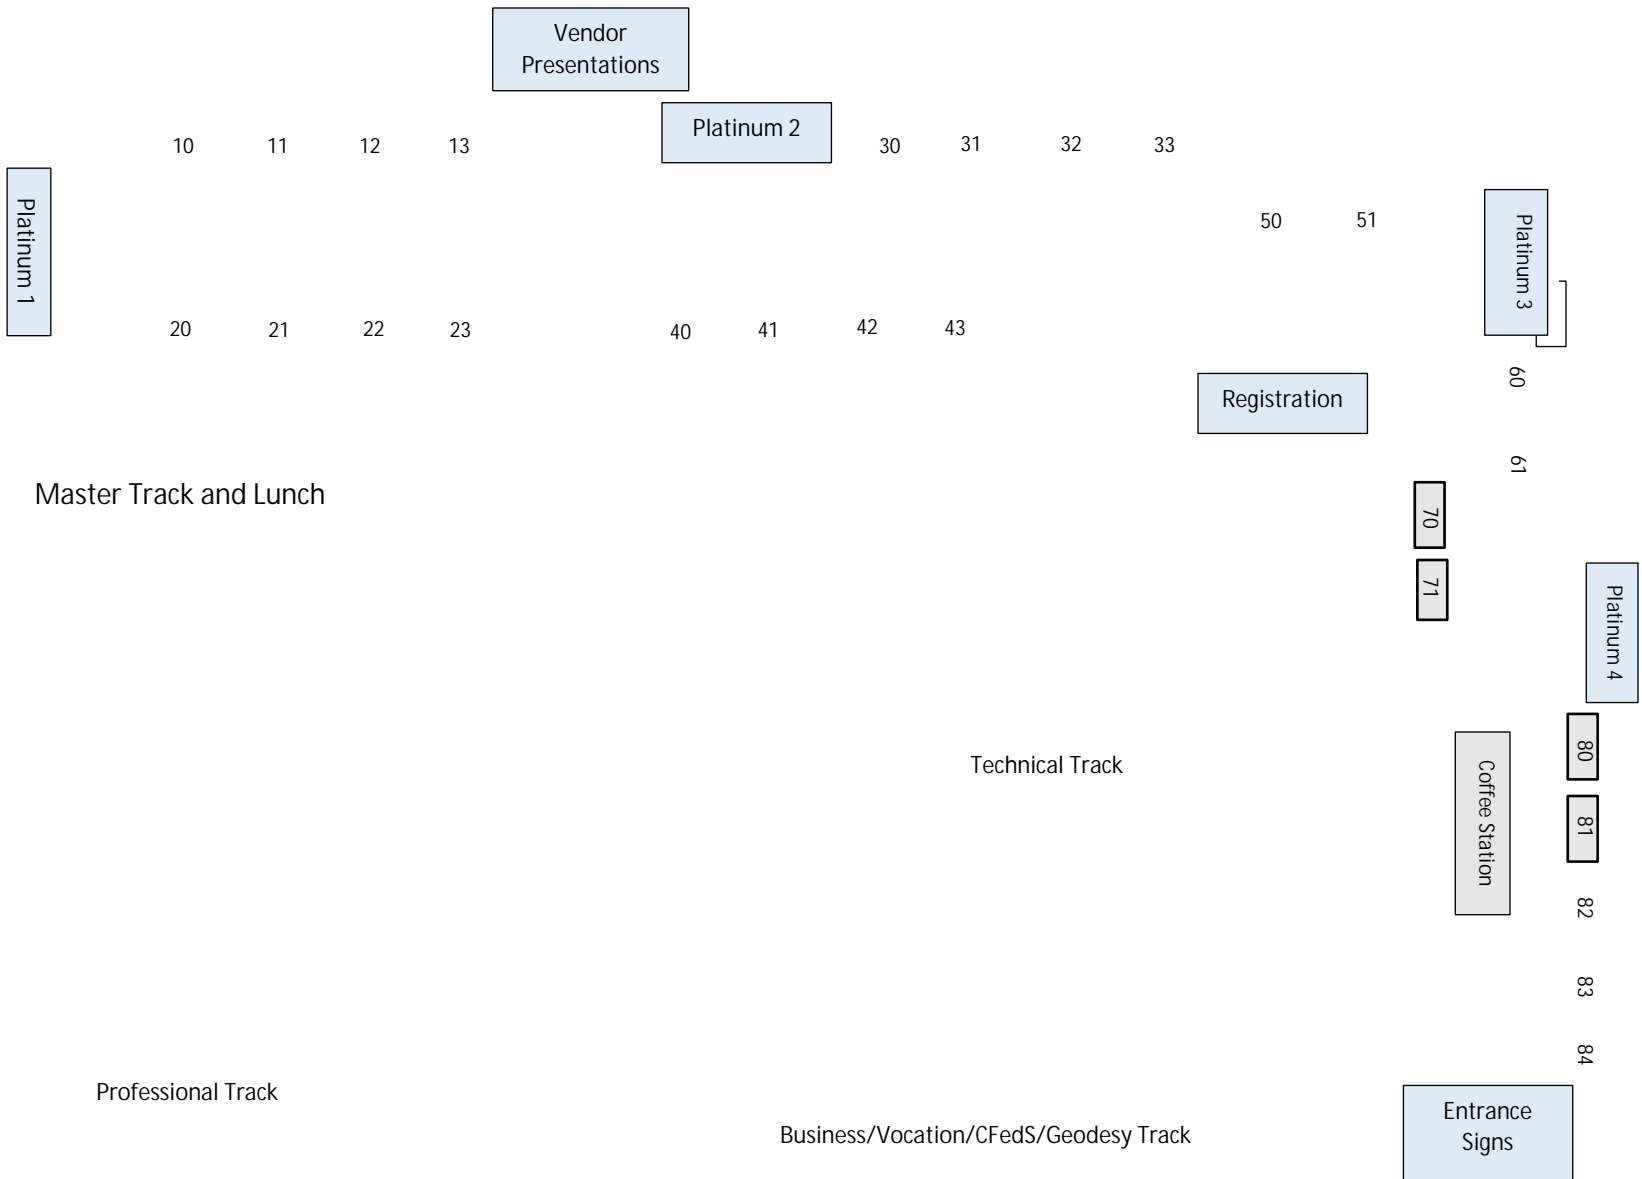 Vendor
Presentations
Platinum 2
10 11 12 13 30 31 32 33
Platinum 1
50 51
Platinum 3
20 21 22 23 40 41 42 43
60
Registration
61
Master Track and Lunch
70
71
Platinum 4
Technical Track
Coffee Station
80
81
82
83
84
Professional Track
Entrance
Signs
Business/Vocation/CFedS/Geodesy Track